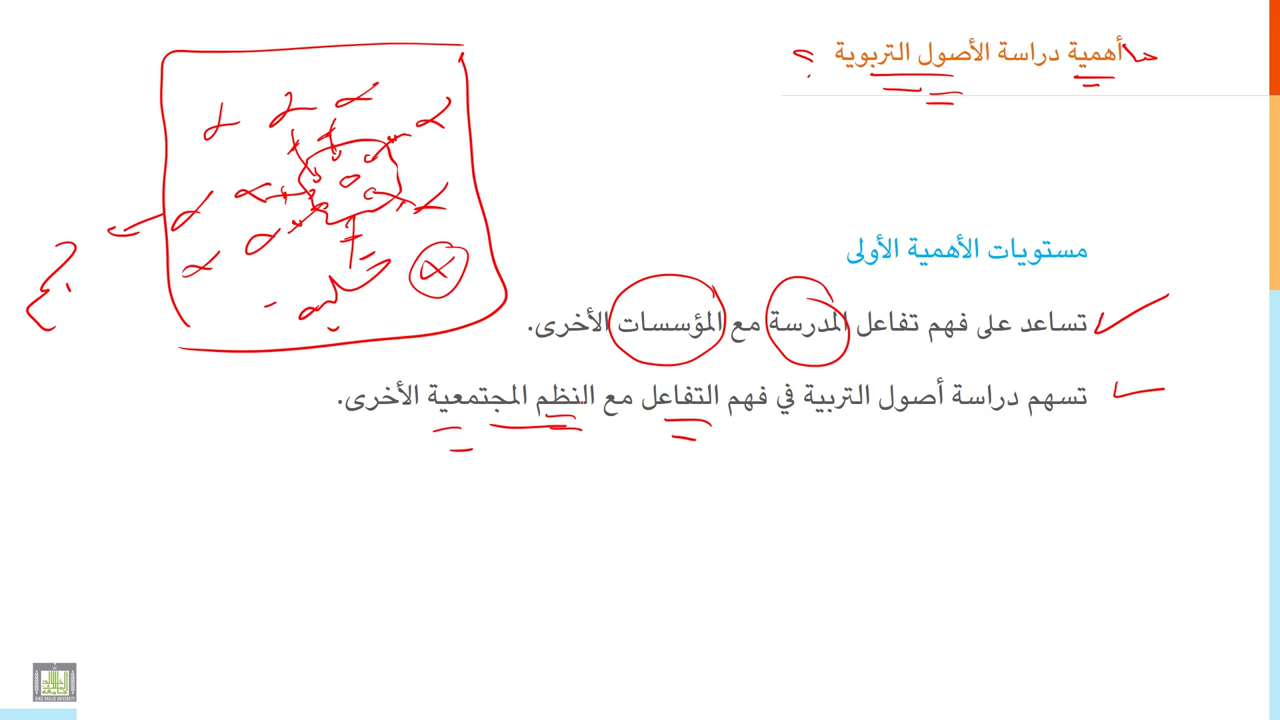 ما أهمية دراسة الأصول التربوية ؟
مستويات الأهمية الأولى
تساعد على فهم تفاعل المدرسة مع المؤسسات الأخرى.
تسهم دراسة أصول التربية في فهم التفاعل مع النظم المجتمعية الأخرى.